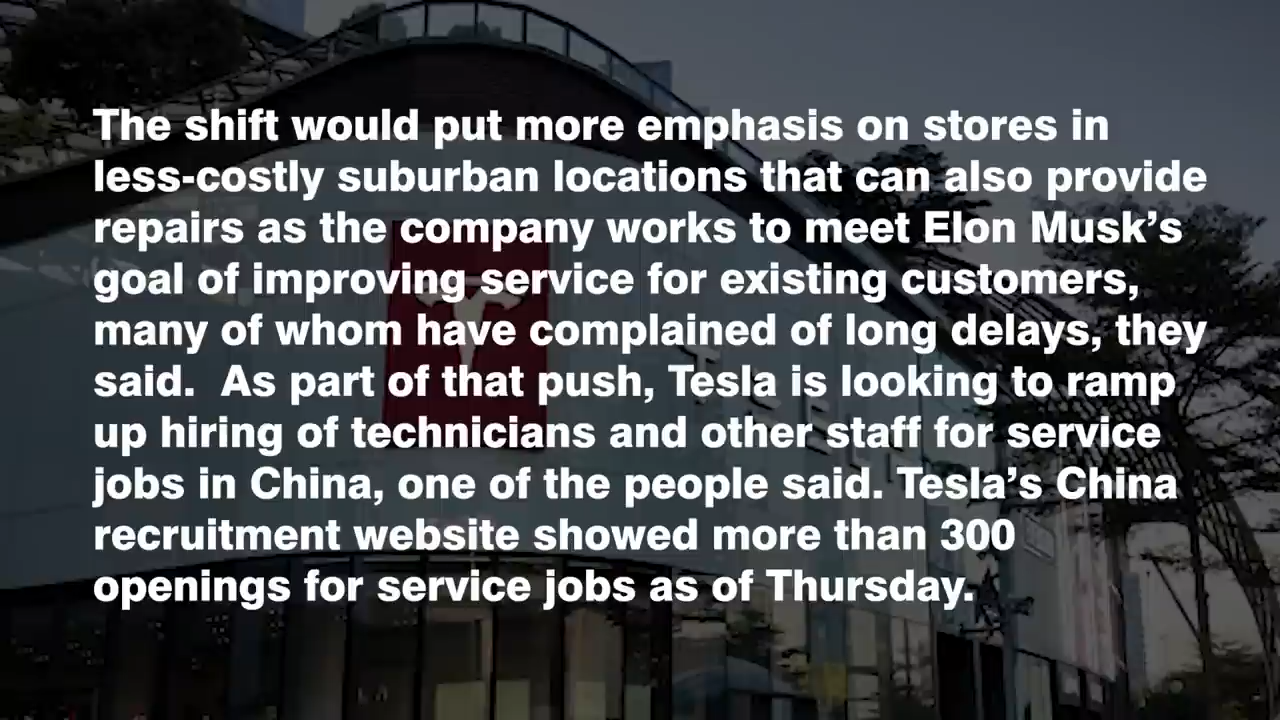 The shift would put more emphasis on stores in
less-costly suburban locations that can also provide
repairs as the company works to meet Elon Musk’s
goal of improving service for existing customers,
many of whom have complained of long delays, they
said.  As part of that push, Tesla is looking to ramp
up hiring of technicians and other staff for service
jobs in China, one of the people said. Tesla’s China
recruitment website showed more than 300
openings for service jobs as of Thursday.